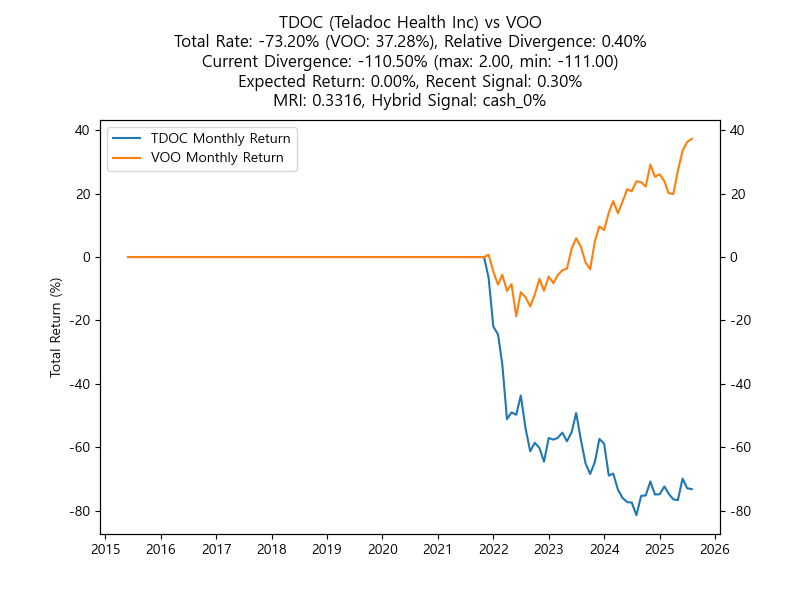 TDOC (Teladoc Health Inc) vs VOO
Total Rate: -73.20% (VOO: 37.28%), Relative Divergence: 0.40%
Current Divergence: -110.50% (max: 2.00, min: -111.00)
Expected Return: 0.00%, Recent Signal: 0.30%
MRI: 0.3316, Hybrid Signal: cash_0%
TDOC Monthly Return
VOO Monthly Return
Total Return (%)
40
20
0
-20
-40
-60
-80
40
20
0
-20
-40
-60
-80
2015 2016 2017 2018 2019 2020 2021 2022 2023 2024 2025 2026